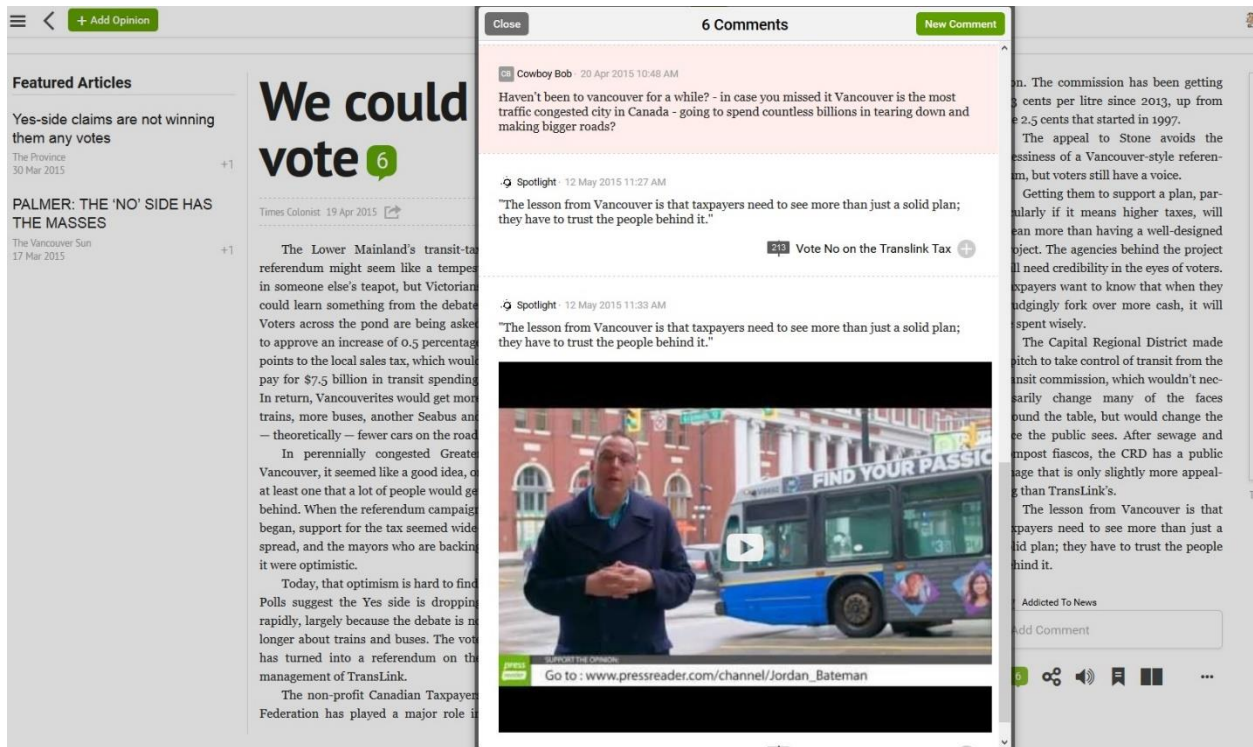 + Add Opinion
Featured Articles
Yes-side claims are not winning
them any votes
The Province
30 Mar 2015
+1
PALMER: THE ‘NO’ SIDE HAS
THE MASSES
The Vancouver Sun
17 Mar 2015
+1
We could
vote 6
Times Colonist 19 Apr 2015
The Lower Mainland’s transit-tax
referendum might seem like a tempes
in someone else’s teapot, but Victorian
could learn something from the debate
Voters across the pond are being aske
to approve an increase of 0.5 percentag
points to the local sales tax, which woul
pay for $7.5 billion in transit spending
In return, Vancouverites would get mor
trains, more buses, another Seabus an
— theoretically — fewer cars on the road
In perennially congested Greate
Vancouver, it seemed like a good idea, o
at least one that a lot of people would ge
behind. When the referendum campaig
began, support for the tax seemed wide
spread, and the mayors who are backin
it were optimistic.
Today, that optimism is hard to find
Polls suggest the Yes side is dropping
rapidly, largely because the debate is n
longer about trains and buses. The vot
has turned into a referendum on th
management of TransLink.
The non-profit Canadian Taxpayer
Federation has played a major role i
Close
6 Comments
New Comment
CB Cowboy Bob · 20 Apr 2015 10:48 AM
Haven’t been to vancouver for a while? - in case you missed it Vancouver is the most
traffic congested city in Canada - going to spend countless billions in tearing down and
making bigger roads?
Spotlight · 12 May 2015 11:27 AM
"The lesson from Vancouver is that taxpayers need to see more than just a solid plan;
they have to trust the people behind it."
213 Vote No on the Translink Tax
Spotlight · 12 May 2015 11:33 AM
"The lesson from Vancouver is that taxpayers need to see more than just a solid plan;
they have to trust the people behind it."
FIND YOUR PASSIO
press
reader
SUPPORT THE OPINION:
Go to : www.pressreader.com/channel/Jordan_Bateman
on. The commission has been getting
cents per litre since 2013, up from
2.5 cents that started in 1997.
The appeal to Stone avoids the
essiness of a Vancouver-style referen-
um, but voters still have a voice.
Getting them to support a plan, par-
ularly if it means higher taxes, will
ean more than having a well-designed
oject. The agencies behind the project
ll need credibility in the eyes of voters.
xpayers want to know that when they
udgingly fork over more cash, it will
spent wisely.
The Capital Regional District made
pitch to take control of transit from the
ansit commission, which wouldn’t nec-
sarily change many of the faces
ound the table, but would change the
ce the public sees. After sewage and
mpost fiascos, the CRD has a public
age that is only slightly more appeal-
g than TransLink’s.
The lesson from Vancouver is that
xpayers need to see more than just a
lid plan; they have to trust the people
hind it.
Addicted To News
Add Comment
6